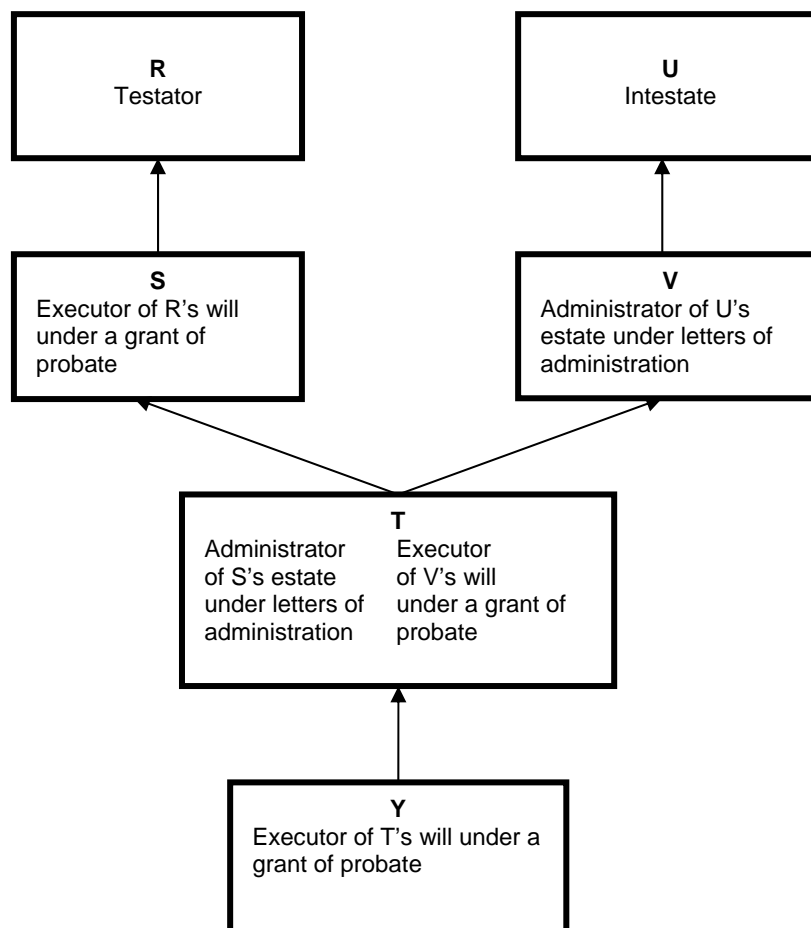 R
Testator
U
Intestate
S
Executor of R's will
under a grant of
probate
V
Administrator of U's
estate under letters of
administration
T
Administrator
of S's estate
under letters of
administration
Executor
of V's will
under a grant of
probate
Y
Executor of T's will under a
grant of probate